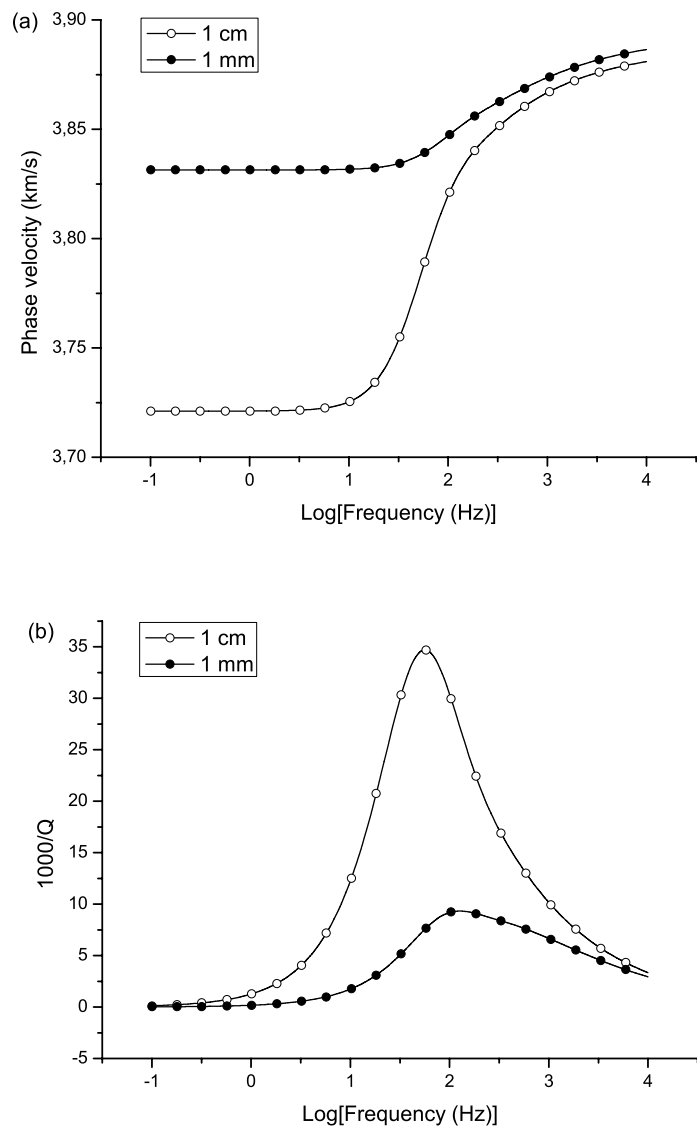 (a)
1 cm
1 mm
3,90
3,85
3,80
3,75
3,70
Phase velocity (km/s)
-1 0 1 2 3 4
Log[Frequency (Hz)]
(b)
1 cm
1 mm
35
30
25
20
15
10
5
0
-5
1000/Q
-1 0 1 2 3 4
Log[Frequency (Hz)]